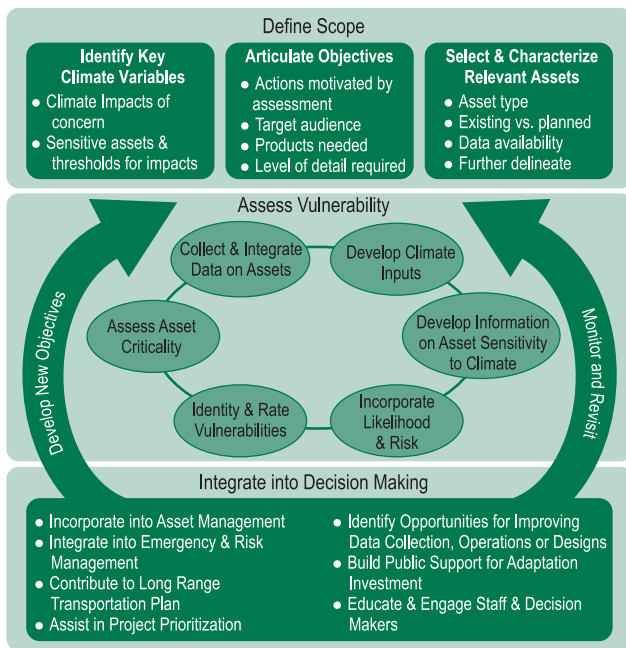 Define Scope
Identify Key
Climate Variables
● Climate Impacts of
concern
● Sensitive assets &
thresholds for impacts
Articulate Objectives
● Actions motivated by
assessment
● Target audience
● Products needed
● Level of detail required
Select & Characterize
Relevant Assets
● Asset type
● Existing vs. planned
● Data availability
● Further delineate
Assess Vulnerability
Collect & Integrate
Data on Assets
Develop Climate
Inputs
Assess Asset
Criticality
Develop Information
on Asset Sensitivity
to Climate
Identity & Rate
Vulnerabilities
Incorporate
Likelihood
& Risk
Develop New Objectives
Monitor and Revisit
Integrate into Decision Making
● Incorporate into Asset Management
● Integrate into Emergency & Risk
Management
● Contribute to Long Range
Transportation Plan
● Assist in Project Prioritization
● Identify Opportunities for Improving
Data Collection, Operations or Designs
● Build Public Support for Adaptation
Investment
● Educate & Engage Staff & Decision
Makers